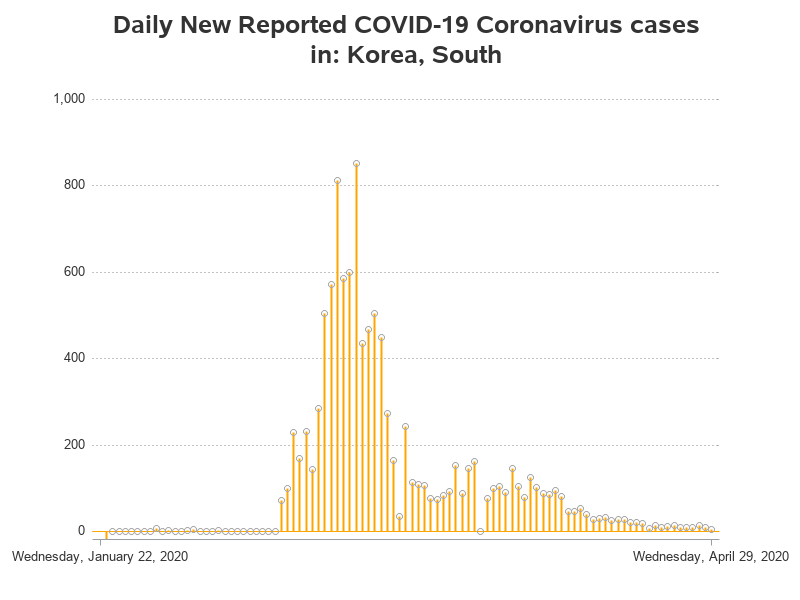 Daily New Reported COVID-19 Coronavirus cases
in: Korea, South
1,000
800
600
400
200
0
Wednesday, January 22, 2020 Wednesday, April 29, 2020